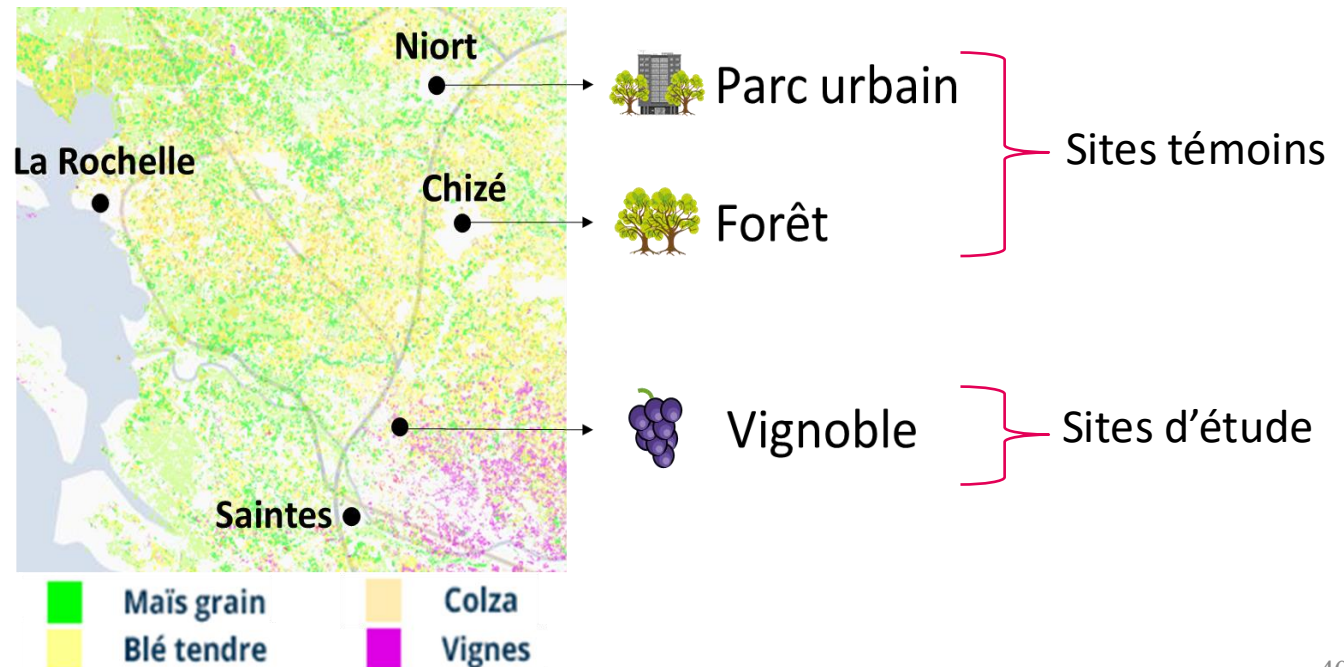 Niort
Parc urbain
Sites témoins
La Rochelle
Chizé
Forêt
Vignoble
Sites d’étude
Saintes
Maïs grain
Colza
Blé tendre
Vignes